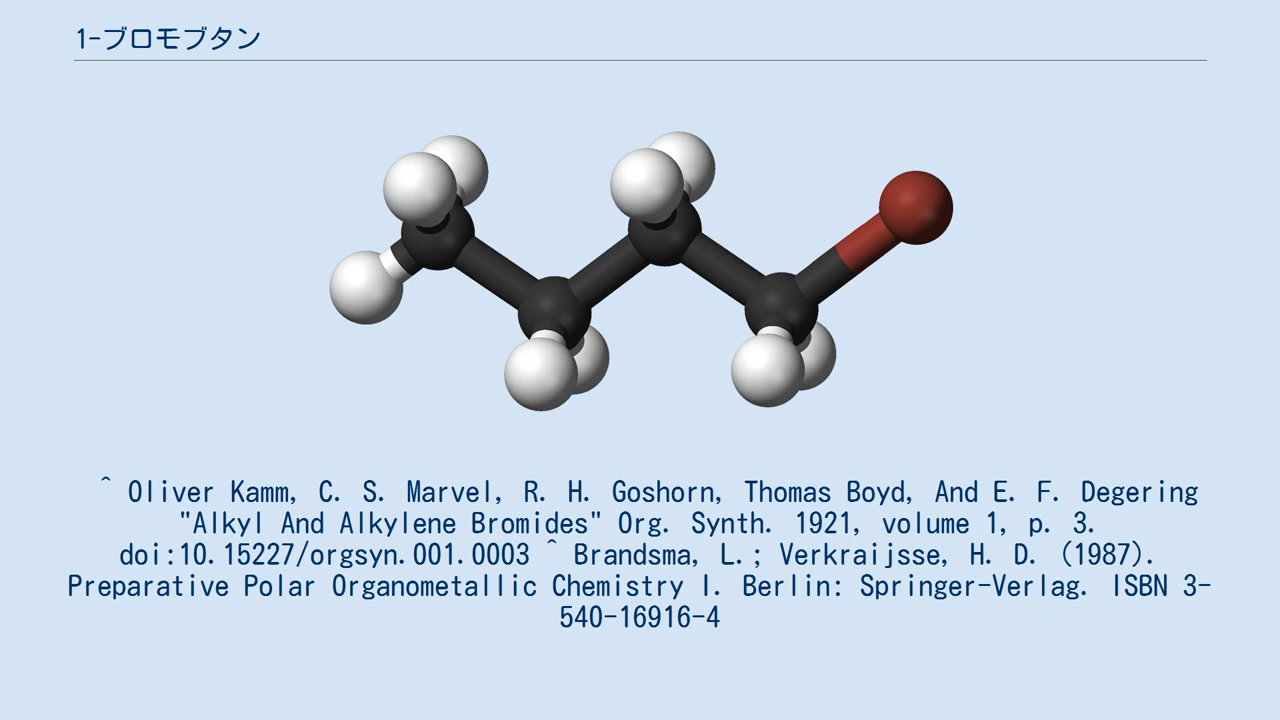 1-ブロモブタン
^ Oliver Kamm, C. S. Marvel, R. H. Goshorn, Thomas Boyd, And E. F. Degering
"Alkyl And Alkylene Bromides" Org. Synth. 1921, volume 1, p. 3.
doi:10.15227/orgsyn.001.0003 ^ Brandsma, L.; Verkraijsse, H. D. (1987).
Preparative Polar Organometallic Chemistry I. Berlin: Springer-Verlag. ISBN 3-
540-16916-4